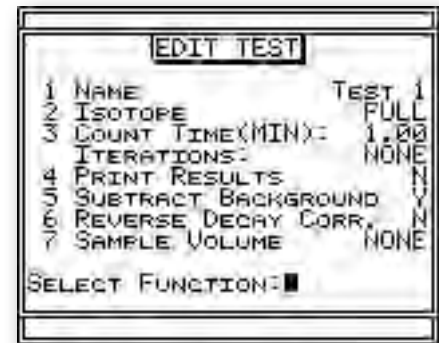 EDIT TEST
1 NAME TEST 1
2 ISOTOPE FULL
3 COUNT TIME(MIN): 1.00
ITERATIONS: NONE
4 PRINT RESULTS N
5 SUBTRACT BACKGROUND Y
6 REVERSE DECAY CORR. N
7 SAMPLE VOLUME NONE
SELECT FUNCTION: